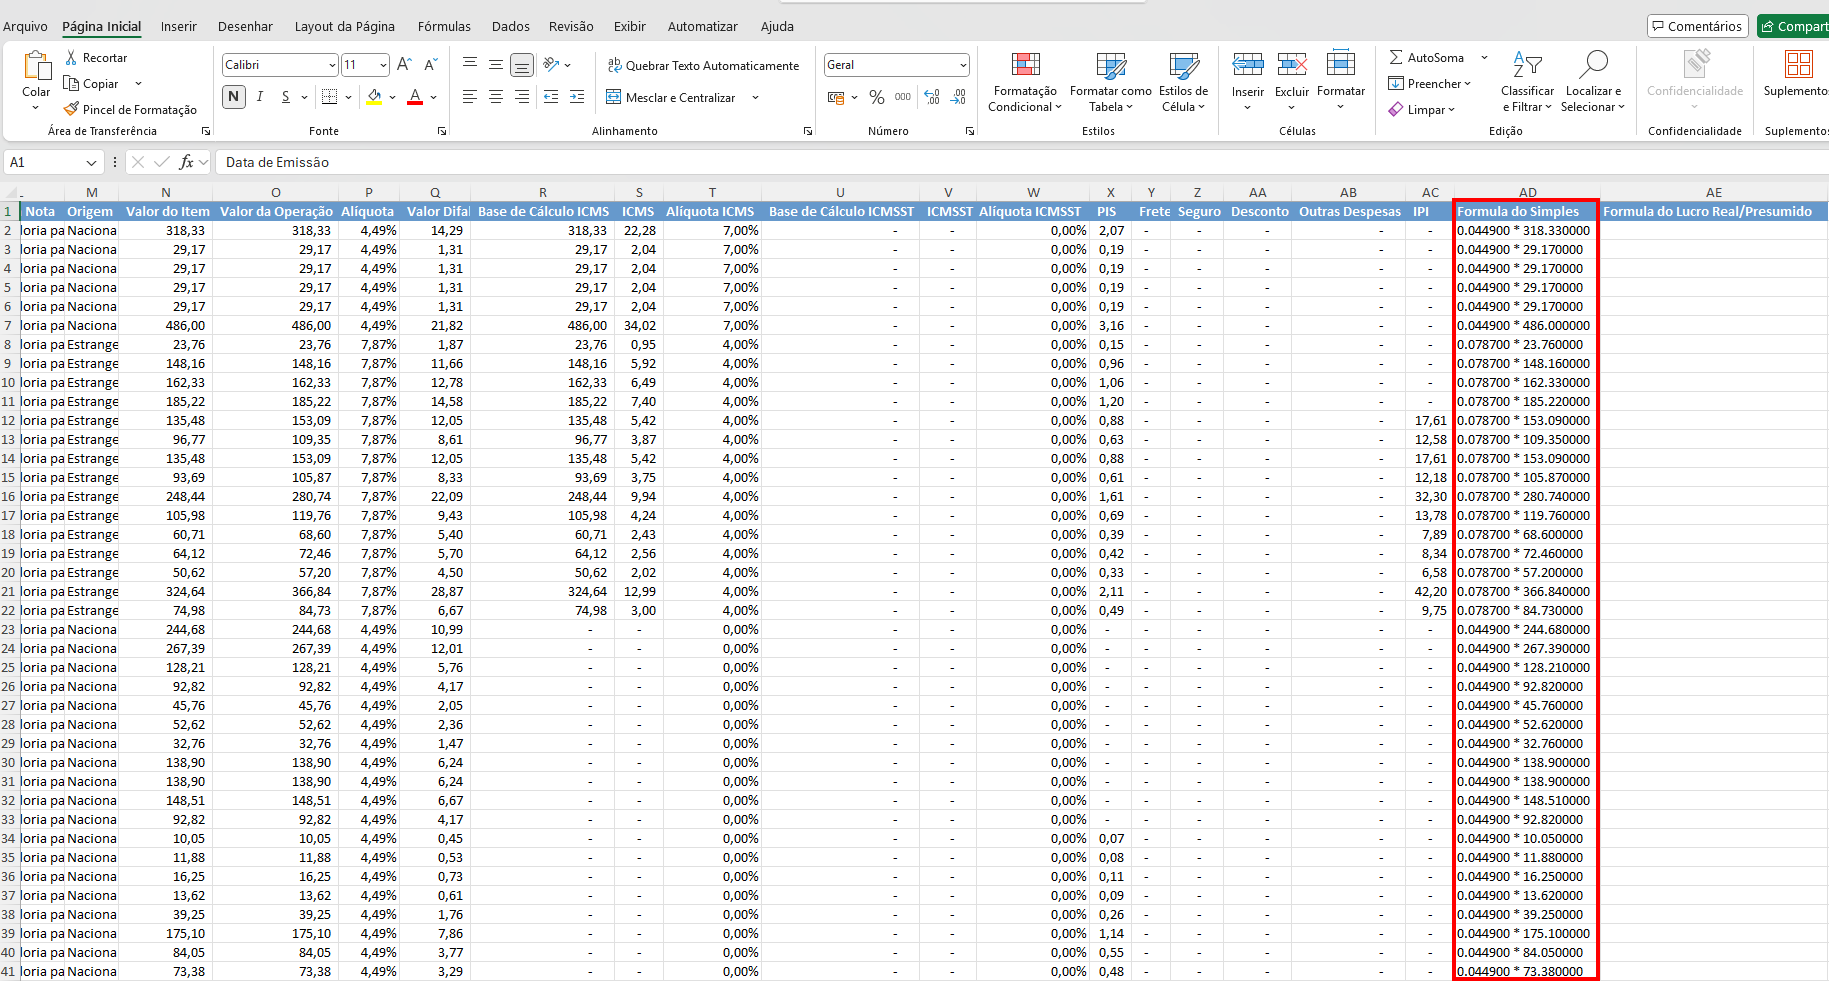 Arquivo Página Inicial Inserir Desenhar Layout da Página Fórmulas Dados Revisão Exibir Automatizar Ajuda Comentários Compart
Colar Recortar Copiar Pincel de Formatação
Calibri 11 N I S
Quebrar Texto Automaticamente
Mesclar e Centralizar
Geral
% 000
Formatação Condicional Formatar como Tabela Estilos de Célula
Inserir Excluir Formatar
AutoSoma Preencher Limpar
Classificar e Filtrar Localizar e Selecionar
Confidencialidade
Suplementos
Área de Transferência Fonte Alinhamento Número Estilos Células Edição Confidencialidade Suplementos
A1 fx Data de Emissão
M N O P Q R S T U V W X Y Z AA AB AC AD AE
1 Nota Origem Valor do Item Valor da Operação Alíquota Valor Difal Base de Cálculo ICMS ICMS Alíquota ICMS Base de Cálculo ICMSST ICMSST Alíquota ICMSST PIS Frete Seguro Desconto Outras Despesas IPI Formula do Simples Formula do Lucro Real/Presumido
2 loria pa Naciona 318,33 318,33 4,49% 14,29 318,33 22,28 7,00% - - 0,00% 2,07 - - - - - 0.044900 * 318.330000
3 loria pa Naciona 29,17 29,17 4,49% 1,31 29,17 2,04 7,00% - - 0,00% 0,19 - - - - - 0.044900 * 29.170000
4 loria pa Naciona 29,17 29,17 4,49% 1,31 29,17 2,04 7,00% - - 0,00% 0,19 - - - - - 0.044900 * 29.170000
5 loria pa Naciona 29,17 29,17 4,49% 1,31 29,17 2,04 7,00% - - 0,00% 0,19 - - - - - 0.044900 * 29.170000
6 loria pa Naciona 29,17 29,17 4,49% 1,31 29,17 2,04 7,00% - - 0,00% 0,19 - - - - - 0.044900 * 29.170000
7 loria pa Naciona 486,00 486,00 4,49% 21,82 486,00 34,02 7,00% - - 0,00% 3,16 - - - - - 0.044900 * 486.000000
8 loria pa Estrange 23,76 23,76 7,87% 1,87 23,76 0,95 4,00% - - 0,00% 0,15 - - - - - 0.078700 * 23.760000
9 loria pa Estrange 148,16 148,16 7,87% 11,66 148,16 5,92 4,00% - - 0,00% 0,96 - - - - - 0.078700 * 148.160000
10 loria pa Estrange 162,33 162,33 7,87% 12,78 162,33 6,49 4,00% - - 0,00% 1,06 - - - - - 0.078700 * 162.330000
11 loria pa Estrange 185,22 185,22 7,87% 14,58 185,22 7,40 4,00% - - 0,00% 1,20 - - - - - 0.078700 * 185.220000
12 loria pa Estrange 135,48 153,09 7,87% 12,05 135,48 5,42 4,00% - - 0,00% 0,88 - - - - 17,61 0.078700 * 153.090000
13 loria pa Estrange 96,77 109,35 7,87% 8,61 96,77 3,87 4,00% - - 0,00% 0,63 - - - - 12,58 0.078700 * 109.350000
14 loria pa Estrange 135,48 153,09 7,87% 12,05 135,48 5,42 4,00% - - 0,00% 0,88 - - - - 17,61 0.078700 * 153.090000
15 loria pa Estrange 93,69 105,87 7,87% 8,33 93,69 3,75 4,00% - - 0,00% 0,61 - - - - 12,18 0.078700 * 105.870000
16 loria pa Estrange 248,44 280,74 7,87% 22,09 248,44 9,94 4,00% - - 0,00% 1,61 - - - - 32,30 0.078700 * 280.740000
17 loria pa Estrange 105,98 119,76 7,87% 9,43 105,98 4,24 4,00% - - 0,00% 0,69 - - - - 13,78 0.078700 * 119.760000
18 loria pa Estrange 60,71 68,60 7,87% 5,40 60,71 2,43 4,00% - - 0,00% 0,39 - - - - 7,89 0.078700 * 68.600000
19 loria pa Estrange 64,12 72,46 7,87% 5,70 64,12 2,56 4,00% - - 0,00% 0,42 - - - - 8,34 0.078700 * 72.460000
20 loria pa Estrange 50,62 57,20 7,87% 4,50 50,62 2,02 4,00% - - 0,00% 0,33 - - - - 6,58 0.078700 * 57.200000
21 loria pa Estrange 324,64 366,84 7,87% 28,87 324,64 12,99 4,00% - - 0,00% 2,11 - - - - 42,20 0.078700 * 366.840000
22 loria pa Estrange 74,98 84,73 7,87% 6,67 74,98 3,00 4,00% - - 0,00% 0,49 - - - - 9,75 0.078700 * 84.730000
23 loria pa Naciona 244,68 244,68 4,49% 10,99 - - 0,00% - - 0,00% - - - - - - 0.044900 * 244.680000
24 loria pa Naciona 267,39 267,39 4,49% 12,01 - - 0,00% - - 0,00% - - - - - - 0.044900 * 267.390000
25 loria pa Naciona 128,21 128,21 4,49% 5,76 - - 0,00% - - 0,00% - - - - - - 0.044900 * 128.210000
26 loria pa Naciona 92,82 92,82 4,49% 4,17 - - 0,00% - - 0,00% - - - - - - 0.044900 * 92.820000
27 loria pa Naciona 45,76 45,76 4,49% 2,05 - - 0,00% - - 0,00% - - - - - - 0.044900 * 45.760000
28 loria pa Naciona 52,62 52,62 4,49% 2,36 - - 0,00% - - 0,00% - - - - - - 0.044900 * 52.620000
29 loria pa Naciona 32,76 32,76 4,49% 1,47 - - 0,00% - - 0,00% - - - - - - 0.044900 * 32.760000
30 loria pa Naciona 138,90 138,90 4,49% 6,24 - - 0,00% - - 0,00% - - - - - - 0.044900 * 138.900000
31 loria pa Naciona 138,90 138,90 4,49% 6,24 - - 0,00% - - 0,00% - - - - - - 0.044900 * 138.900000
32 loria pa Naciona 148,51 148,51 4,49% 6,67 - - 0,00% - - 0,00% - - - - - - 0.044900 * 148.510000
33 loria pa Naciona 92,82 92,82 4,49% 4,17 - - 0,00% - - 0,00% - - - - - - 0.044900 * 92.820000
34 loria pa Naciona 10,05 10,05 4,49% 0,45 - - 0,00% - - 0,00% 0,07 - - - - - 0.044900 * 10.050000
35 loria pa Naciona 11,88 11,88 4,49% 0,53 - - 0,00% - - 0,00% 0,08 - - - - - 0.044900 * 11.880000
36 loria pa Naciona 16,25 16,25 4,49% 0,73 - - 0,00% - - 0,00% 0,11 - - - - - 0.044900 * 16.250000
37 loria pa Naciona 13,62 13,62 4,49% 0,61 - - 0,00% - - 0,00% 0,09 - - - - - 0.044900 * 13.620000
38 loria pa Naciona 39,25 39,25 4,49% 1,76 - - 0,00% - - 0,00% 0,26 - - - - - 0.044900 * 39.250000
39 loria pa Naciona 175,10 175,10 4,49% 7,86 - - 0,00% - - 0,00% 1,14 - - - - - 0.044900 * 175.100000
40 loria pa Naciona 84,05 84,05 4,49% 3,77 - - 0,00% - - 0,00% 0,55 - - - - - 0.044900 * 84.050000
41 loria pa Naciona 73,38 73,38 4,49% 3,29 - - 0,00% - - 0,00% 0,48 - - - - - 0.044900 * 73.380000